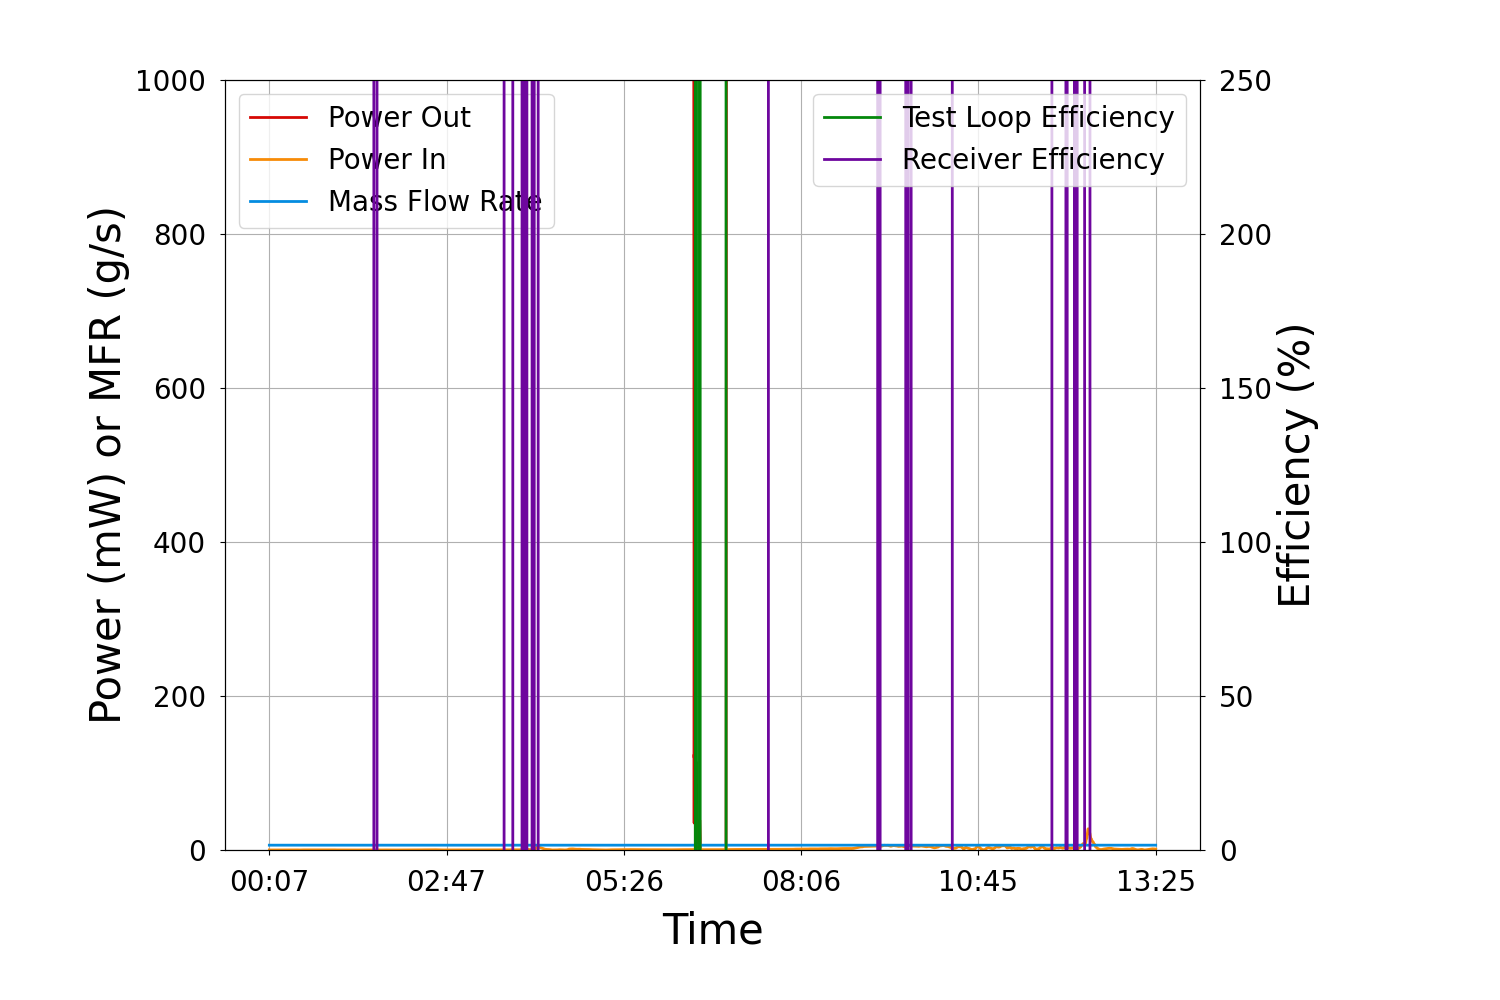 1000
800
600
400
200
0
Power (mW) or MFR (g/s)
Power Out
Power In
Mass Flow Rate
Test Loop Efficiency
Receiver Efficiency
250
200
150
100
50
0
Efficiency (%)
00:07 02:47 05:26 08:06 10:45 13:25
Time